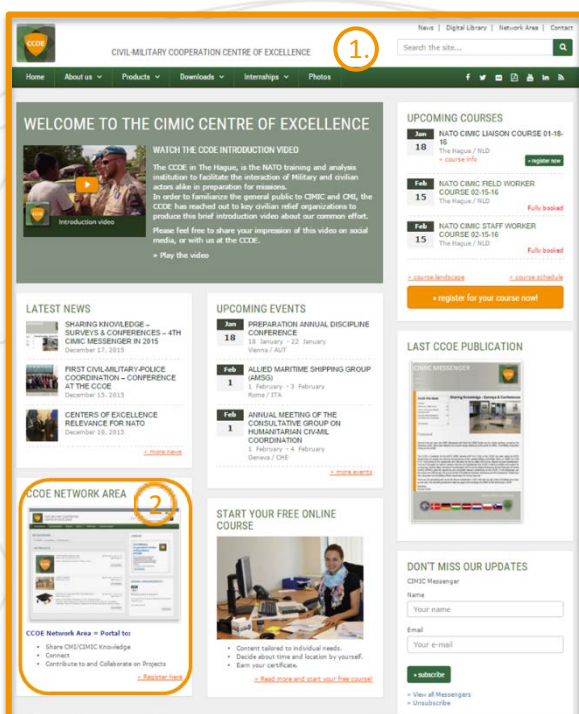 News | Digital Library | Network Area | Contact
CCOE
CIVIL-MILITARY COOPERATION CENTRE OF EXCELLENCE
1.
Search the site...
Home About us Products Downloads Internships Photos
WELCOME TO THE CIMIC CENTRE OF EXCELLENCE
WATCH THE CCOE INTRODUCTION VIDEO
The CCOE in The Hague, is the NATO training and analysis
institution to facilitate the interaction of Military and civilian
actors alike in preparation for missions.
In order to familiarize the general public to CIMIC and CMI, the
CCOE has reached out to key civilian relief organizations to
produce this brief introduction video about our common effort.
Please feel free to share your impression of this video on social
media, or with us at the CCOE.
» Play the video
Introduction video
UPCOMING COURSES
Jan 18
NATO CIMIC LIAISON COURSE 01-18-
16
The Hague / NLD
» course info
» register now
Feb 15
NATO CIMIC FIELD WORKER
COURSE 02-15-16
The Hague / NLD
Fully booked
Feb 15
NATO CIMIC STAFF WORKER
COURSE 02-15-16
The Hague / NLD
Fully booked
» course landscape » course schedule
» register for your course now!
LATEST NEWS
SHARING KNOWLEDGE –
SURVEYS & CONFERENCES – 4TH
CIMIC MESSENGER IN 2015
December 17, 2015
FIRST CIVIL-MILITARY-POLICE
COORDINATION – CONFERENCE
AT THE CCOE
December 15, 2015
CENTERS OF EXCELLENCE
RELEVANCE FOR NATO
December 10, 2015
» more news
UPCOMING EVENTS
Jan 18
PREPARATION ANNUAL DISCIPLINE
CONFERENCE
18 January - 22 January
Vienna / AUT
Feb 1
ALLIED MARITIME SHIPPING GROUP
(AMSG)
1 February - 3 February
Rome / ITA
Feb 1
ANNUAL MEETING OF THE
CONSULTATIVE GROUP ON
HUMANITARIAN CIV-MIL
COORDINATION
1 February - 4 February
Geneva / CHE
» more events
LAST CCOE PUBLICATION
CIMIC MESSENGER
Sharing Knowledge - Surveys & Conferences
CCOE NETWORK AREA
2.
CCOE Network Area = Portal to:
• Share CMI/CIMIC Knowledge
• Connect
• Contribute to and Collaborate on Projects
» Register here
START YOUR FREE ONLINE
COURSE
• Content tailored to individual needs.
• Decide about time and location by yourself.
• Earn your certificate.
» Read more and start your free course!
DON'T MISS OUR UPDATES
CIMIC Messenger
Name
Your name
Email
Your e-mail
» subscribe
» View all Messengers
» Unsubscribe